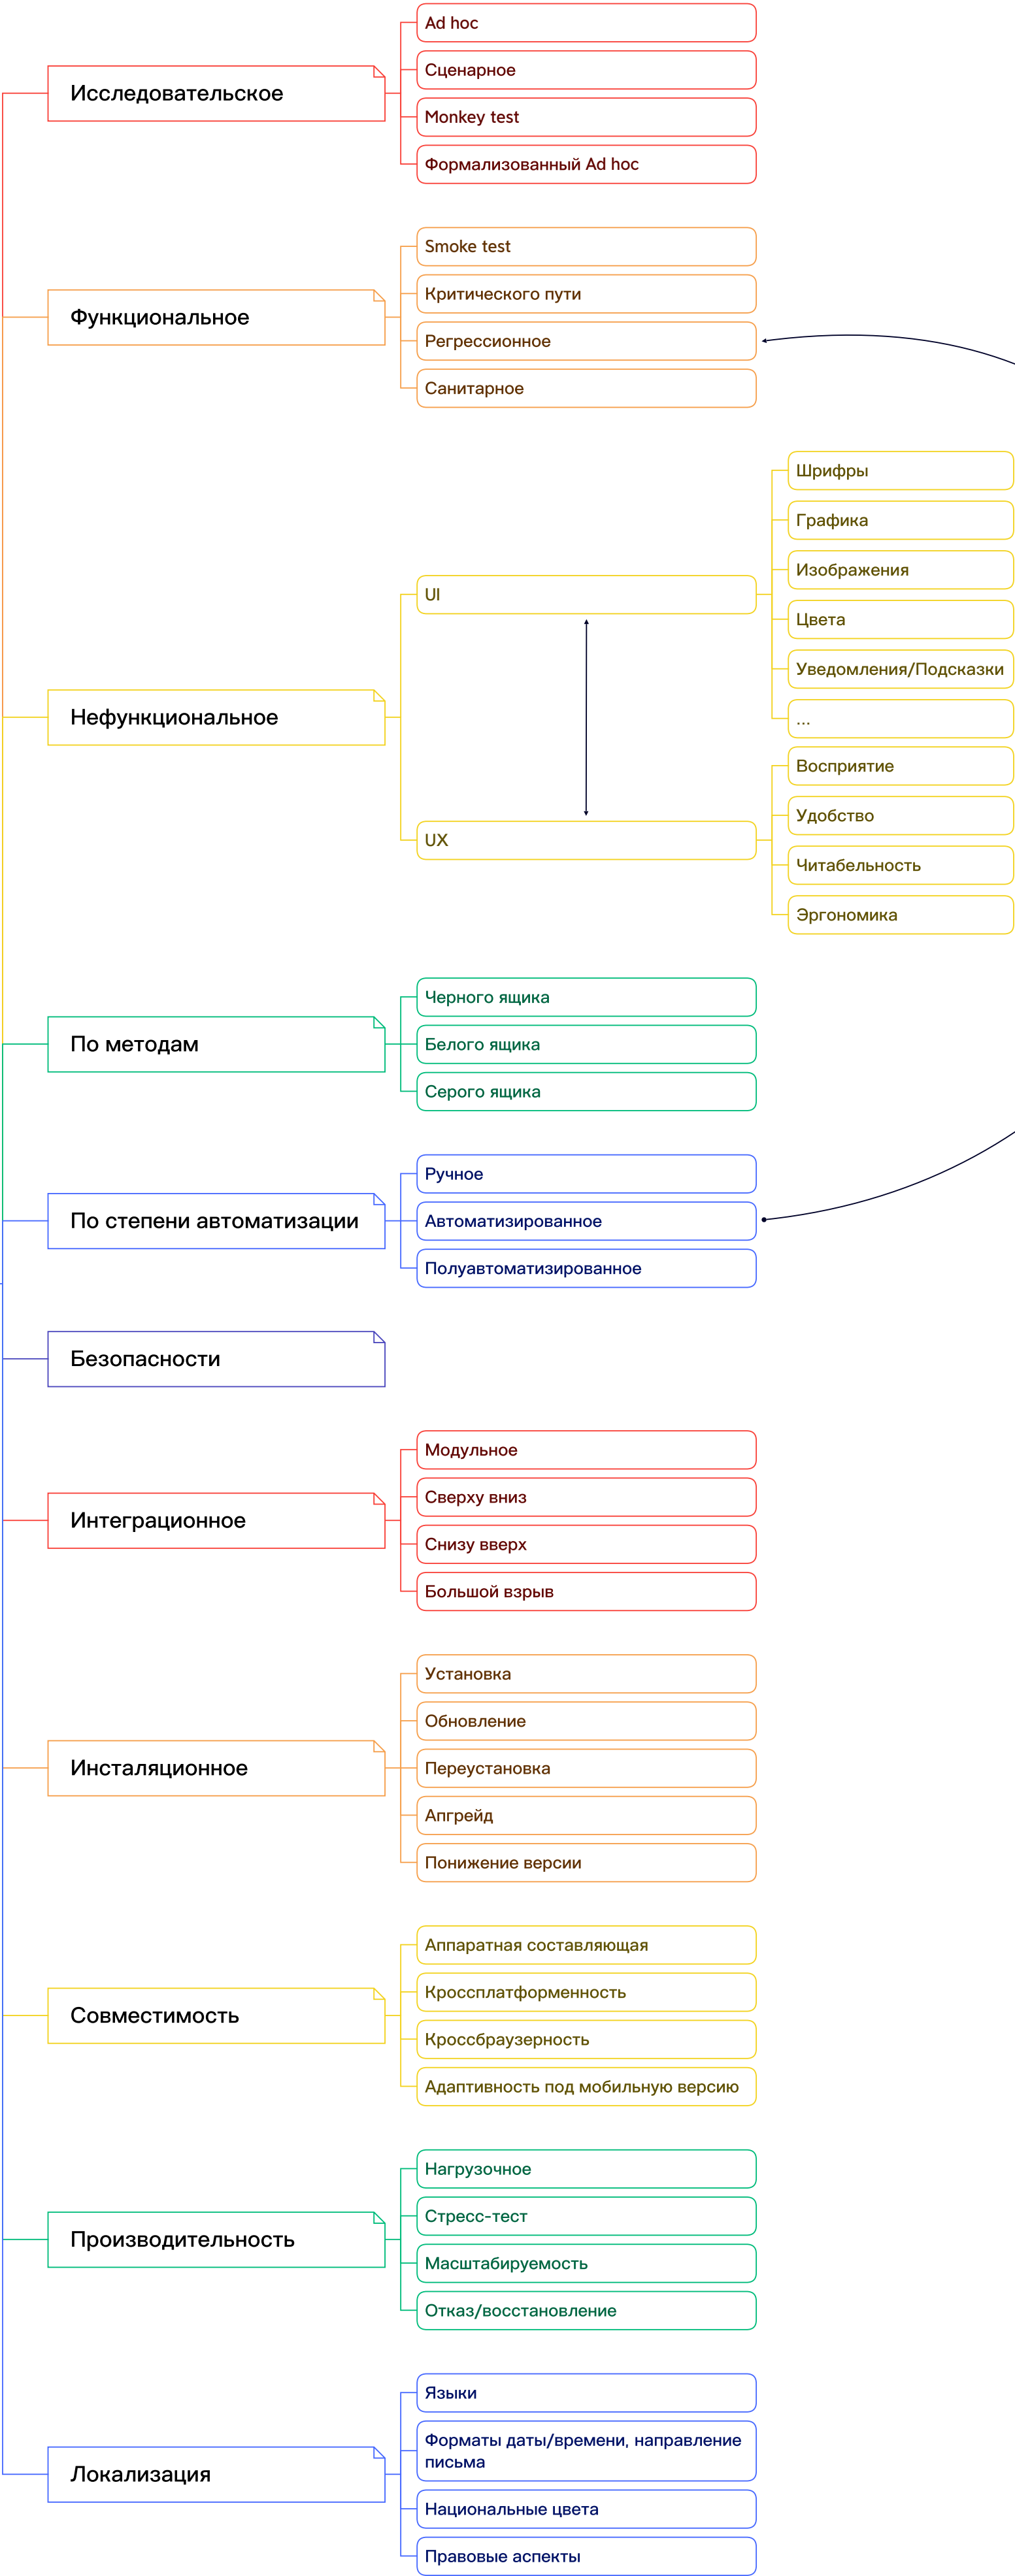 Исследовательское
Ad hoc
Сценарное
Monkey test
Формализованный Ad hoc
Функциональное
Smoke test
Критического пути
Регрессионное
Санитарное
Нефункциональное
UI
Шрифры
Графика
Изображения
Цвета
Уведомления/Подсказки
...
UX
Восприятие
Удобство
Читабельность
Эргономика
По методам
Черного ящика
Белого ящика
Серого ящика
По степени автоматизации
Ручное
Автоматизированное
Полуавтоматизированное
Безопасности
Интеграционное
Модульное
Сверху вниз
Снизу вверх
Большой взрыв
Инсталяционное
Установка
Обновление
Переустановка
Апгрейд
Понижение версии
Совместимость
Аппаратная составляющая
Кроссплатформенность
Кроссбраузерность
Адаптивность под мобильную версию
Производительность
Нагрузочное
Стресс-тест
Масштабируемость
Отказ/восстановление
Локализация
Языки
Форматы даты/времени, направление
письма
Национальные цвета
Правовые аспекты